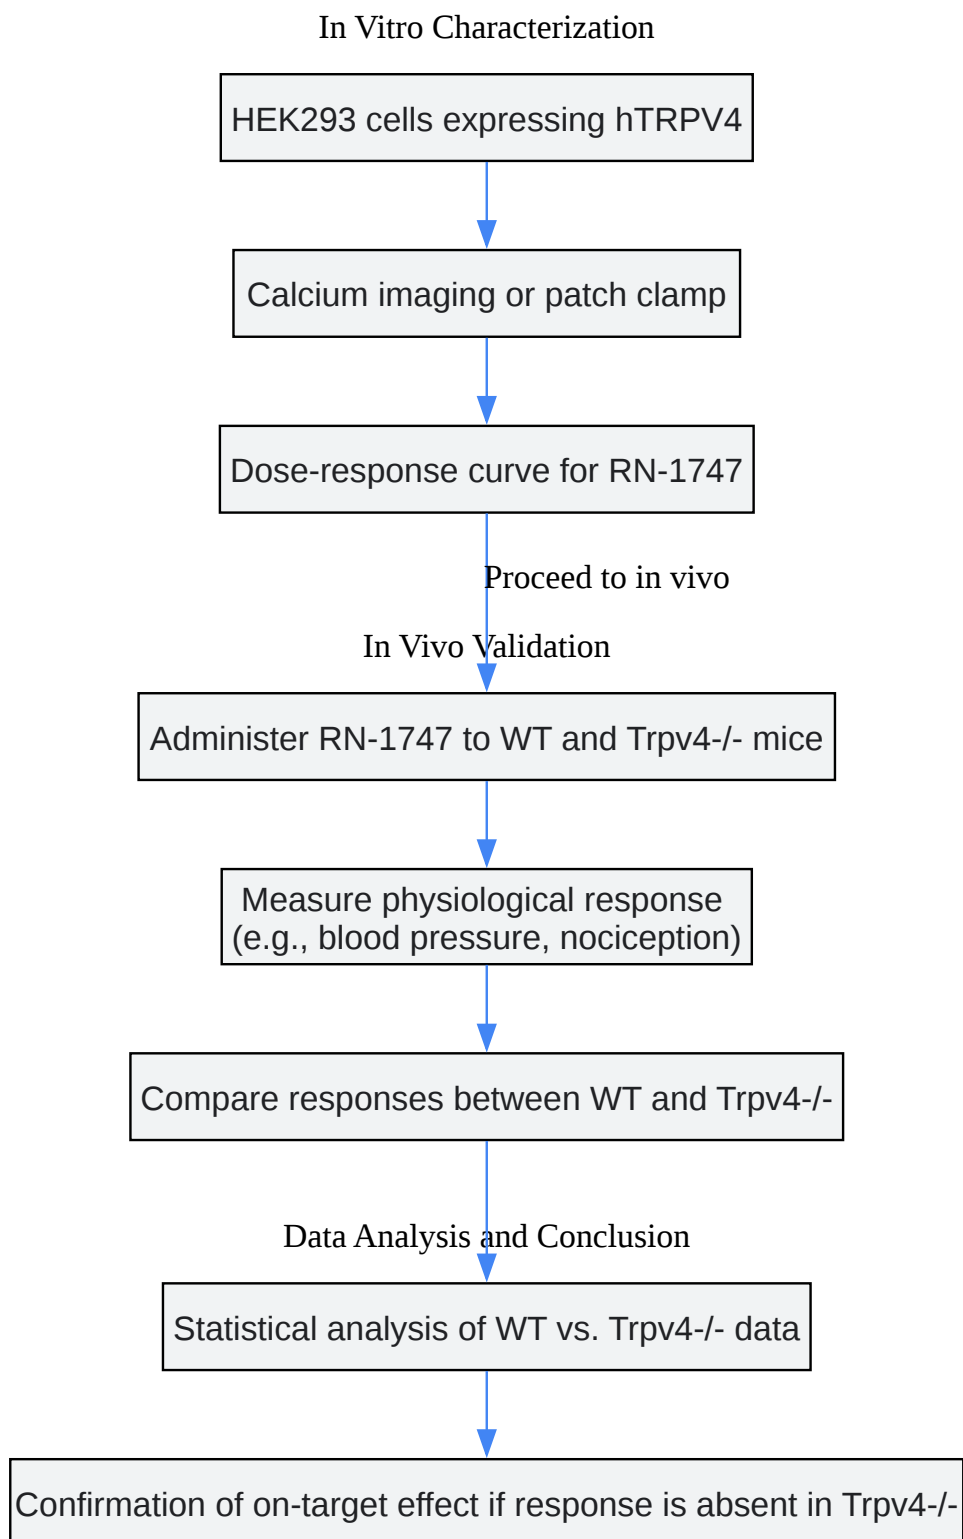 In Vitro Characterization
HEK293 cells expressing hTRPV4
Calcium imaging or patch clamp
Dose-response curve for RN-1747
Proceed to in vivo
In Vivo Validation
Administer RN-1747 to WT and Trpv4-/- mice
Measure physiological response
(e.g., blood pressure, nociception)
Compare responses between WT and Trpv4-/-
Data Analysis and Conclusion
Statistical analysis of WT vs. Trpv4-/- data
Confirmation of on-target effect if response is absent in Trpv4-/-